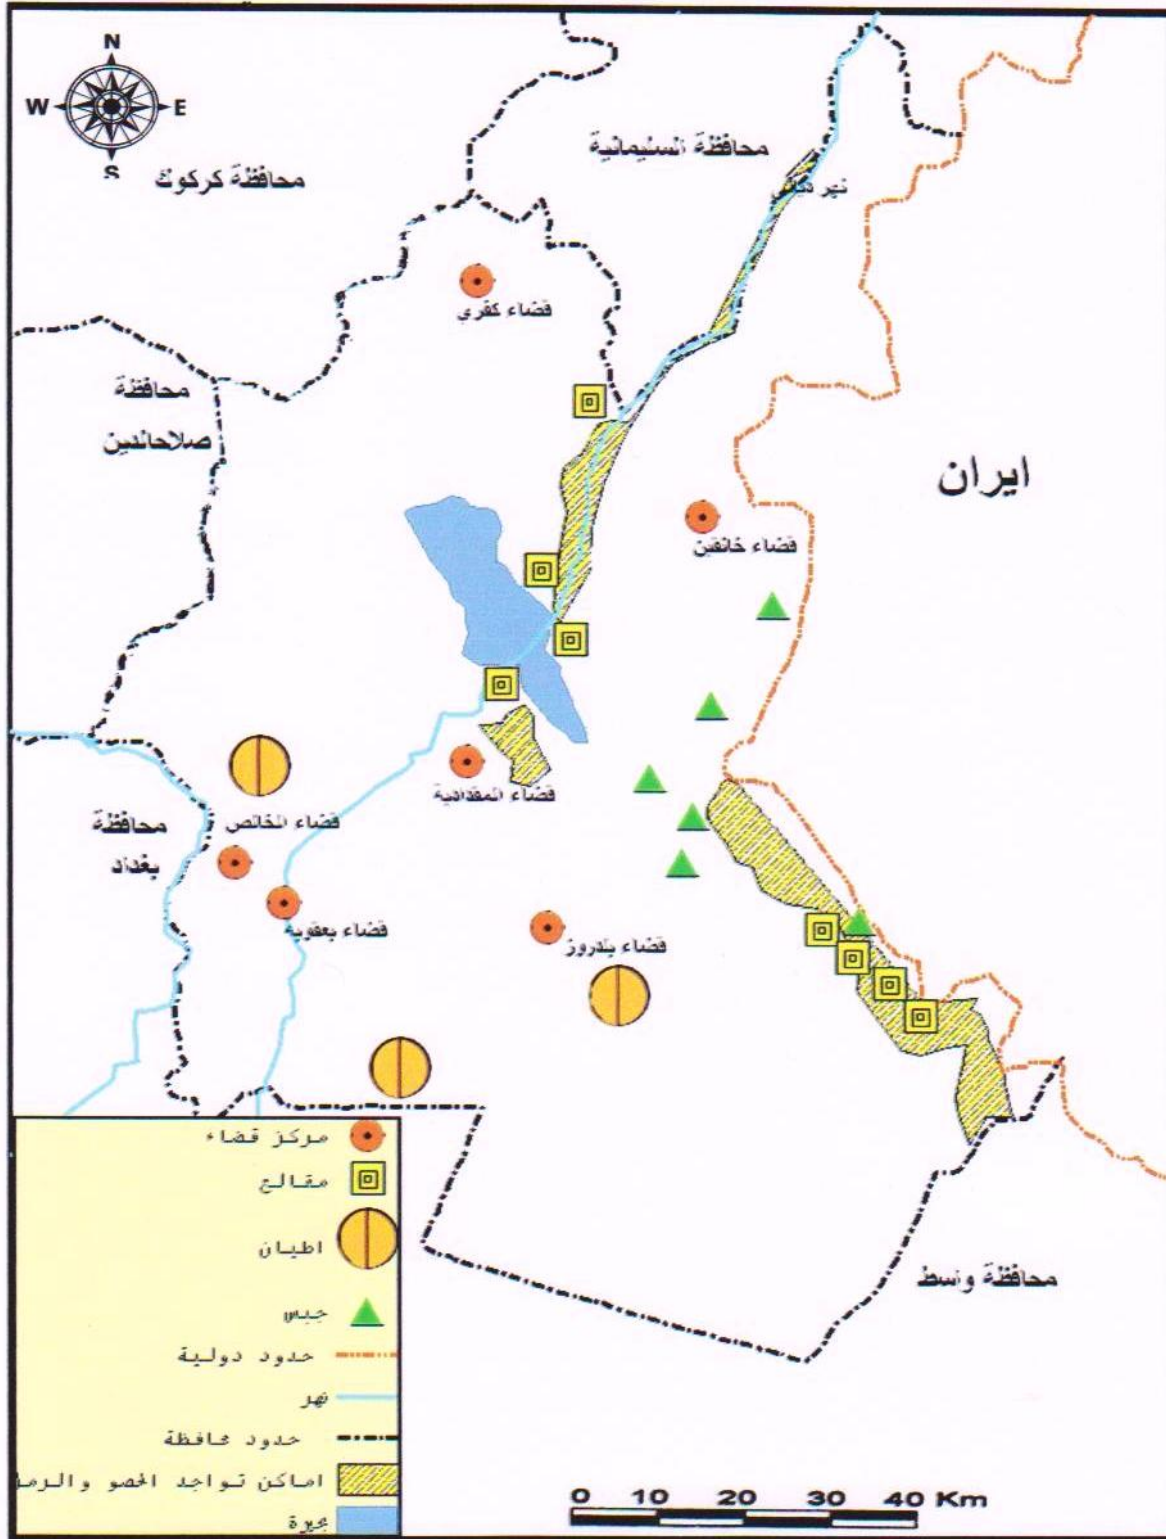 N
W E
S
محافظة السليمانية
محافظة كركوك
نهر ديالى
قضاء كفري
محافظة
صلاحالدين
ايران
قضاء خانقين
قضاء المقدادية
محافظة
بغداد
قضاء الخالص
قضاء بعقوبة
قضاء بلدروز
محافظة واسط
مركز قضاء
مقالع
اطيان
جبس
حدود دولية
نهر
حدود محافظة
اماكن تواجد الحصو والرمل
بحيرة
0 10 20 30 40 Km